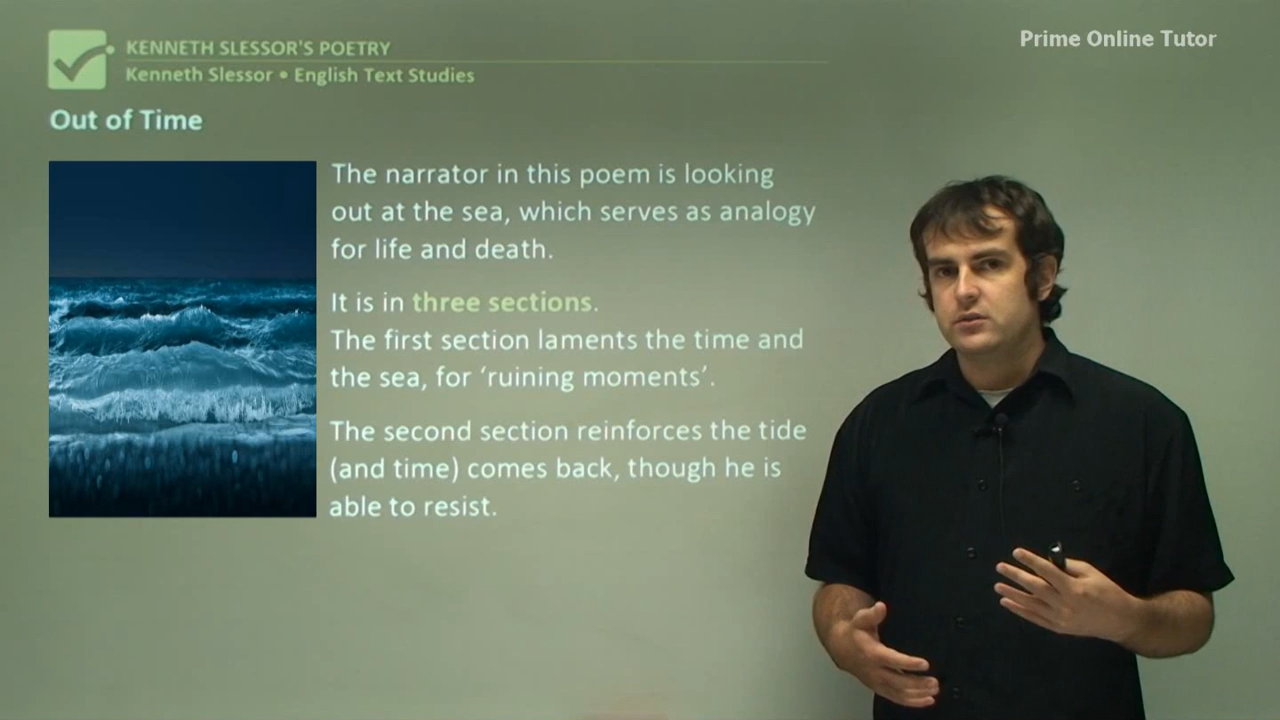 KENNETH SLESSOR'S POETRY
Kenneth Slessor • English Text Studies
Prime Online Tutor
Out of Time
The narrator in this poem is looking
out at the sea, which serves as analogy
for life and death.
It is in three sections.
The first section laments the time and
the sea, for ‘ruining moments’.
The second section reinforces the tide
(and time) comes back, though he is
able to resist.